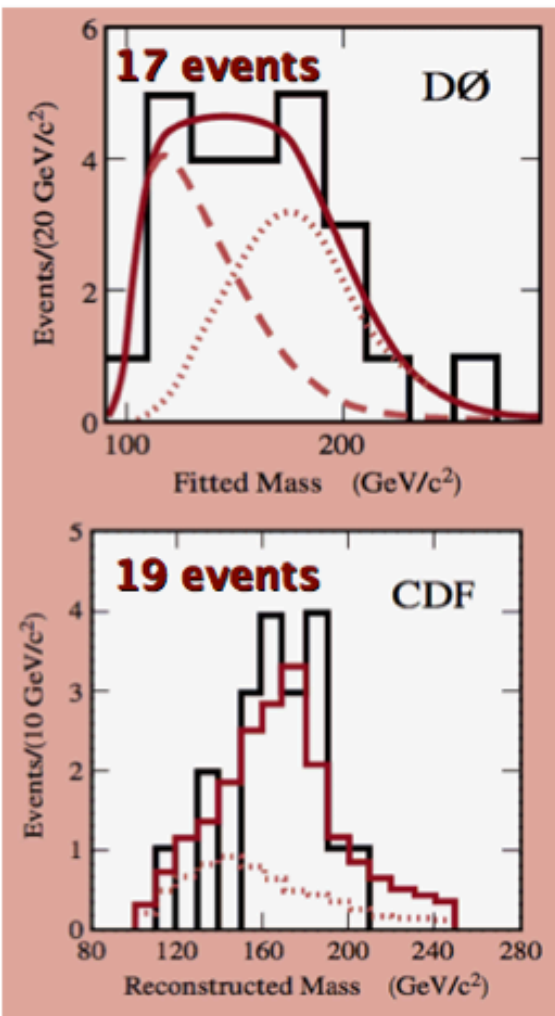 6
17 events
DØ
4
2
0
Events/(20 GeV/c²)
100 200
Fitted Mass (GeV/c²)
5
19 events
CDF
4
3
2
1
0
Events/(10 GeV/c²)
80 120 160 200 240 280
Reconstructed Mass (GeV/c²)